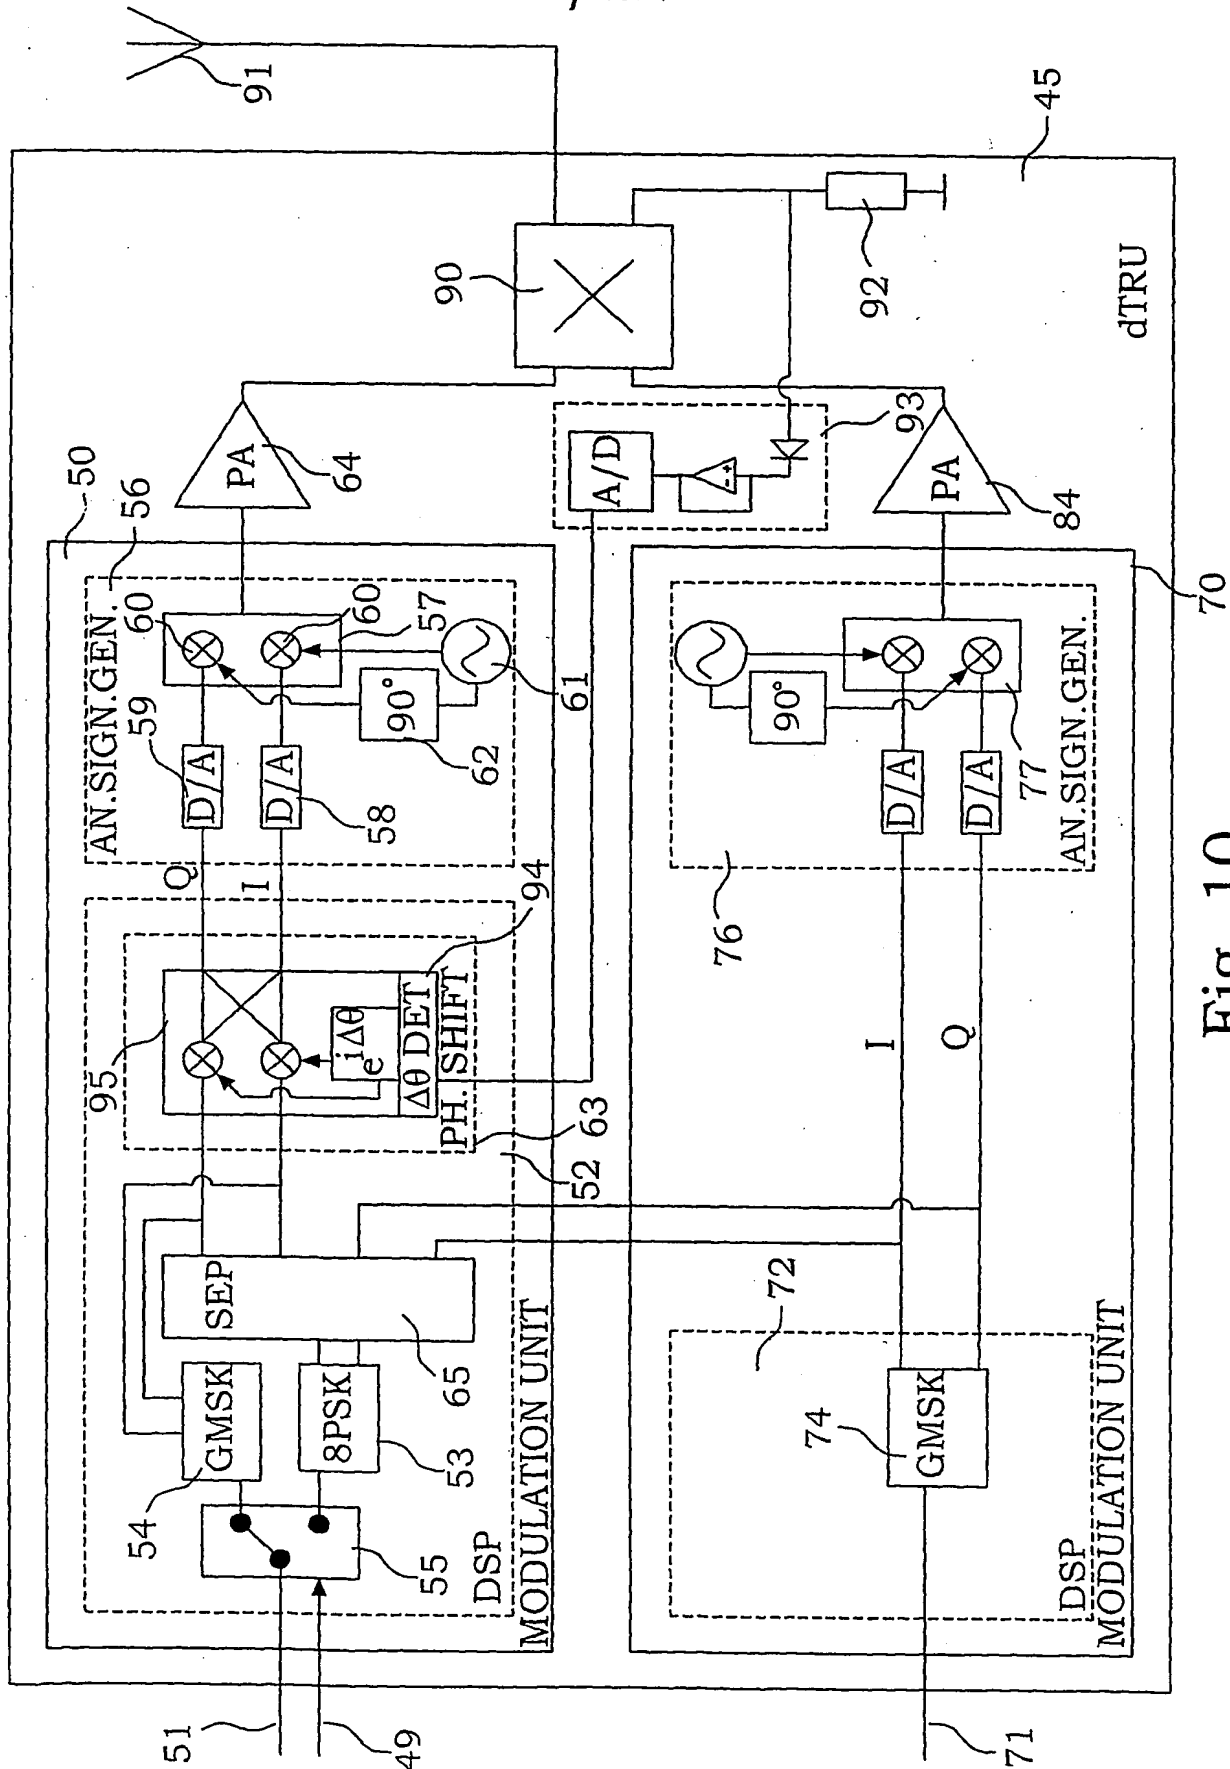 91
45
90
92
dTRU
50
56
PA
64
A/D
93
- +
PA
84
AN.SIGN.GEN.
60
60
57
59
D/A
D/A
58
90°
62
61
Q
I
94
95
e iΔθ
Δθ DET
PH. SHIFT
63
52
SEP
65
GMSK
54
8PSK
53
55
DSP
MODULATION UNIT
51
49
70
90°
D/A
D/A
77
AN.SIGN.GEN.
76
I
Q
72
74
GMSK
DSP
MODULATION UNIT
71
Fig. 10